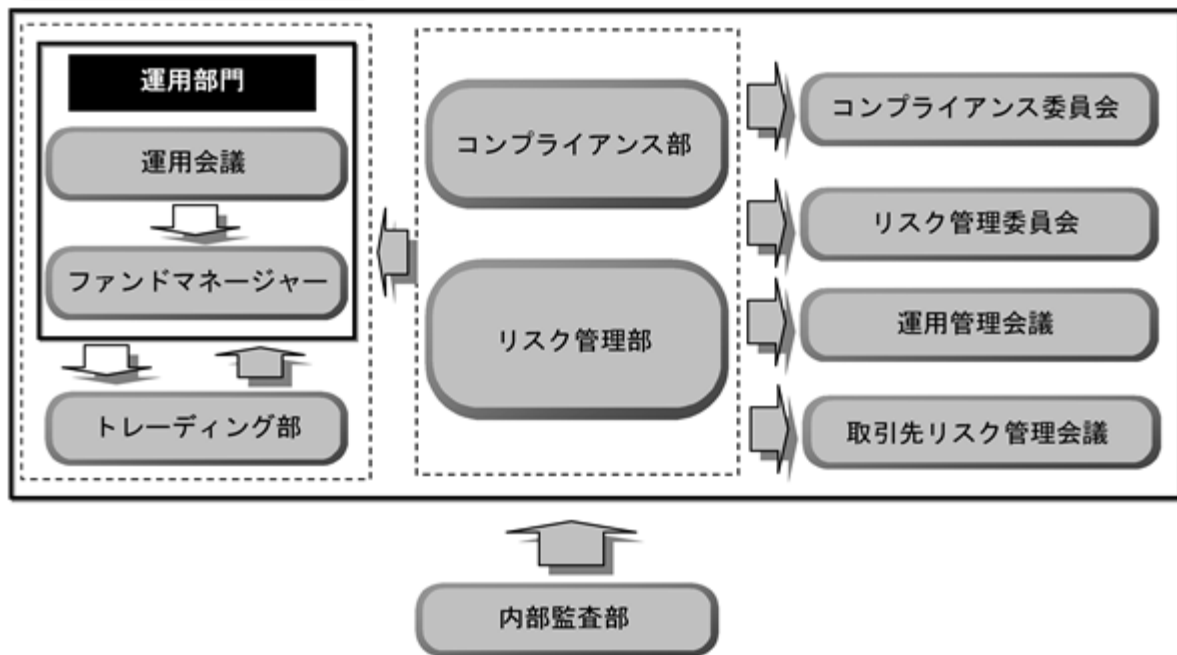 運用部門
運用会議
ファンドマネージャー
トレーディング部
コンプライアンス部
リスク管理部
コンプライアンス委員会
リスク管理委員会
運用管理会議
取引先リスク管理会議
内部監査部